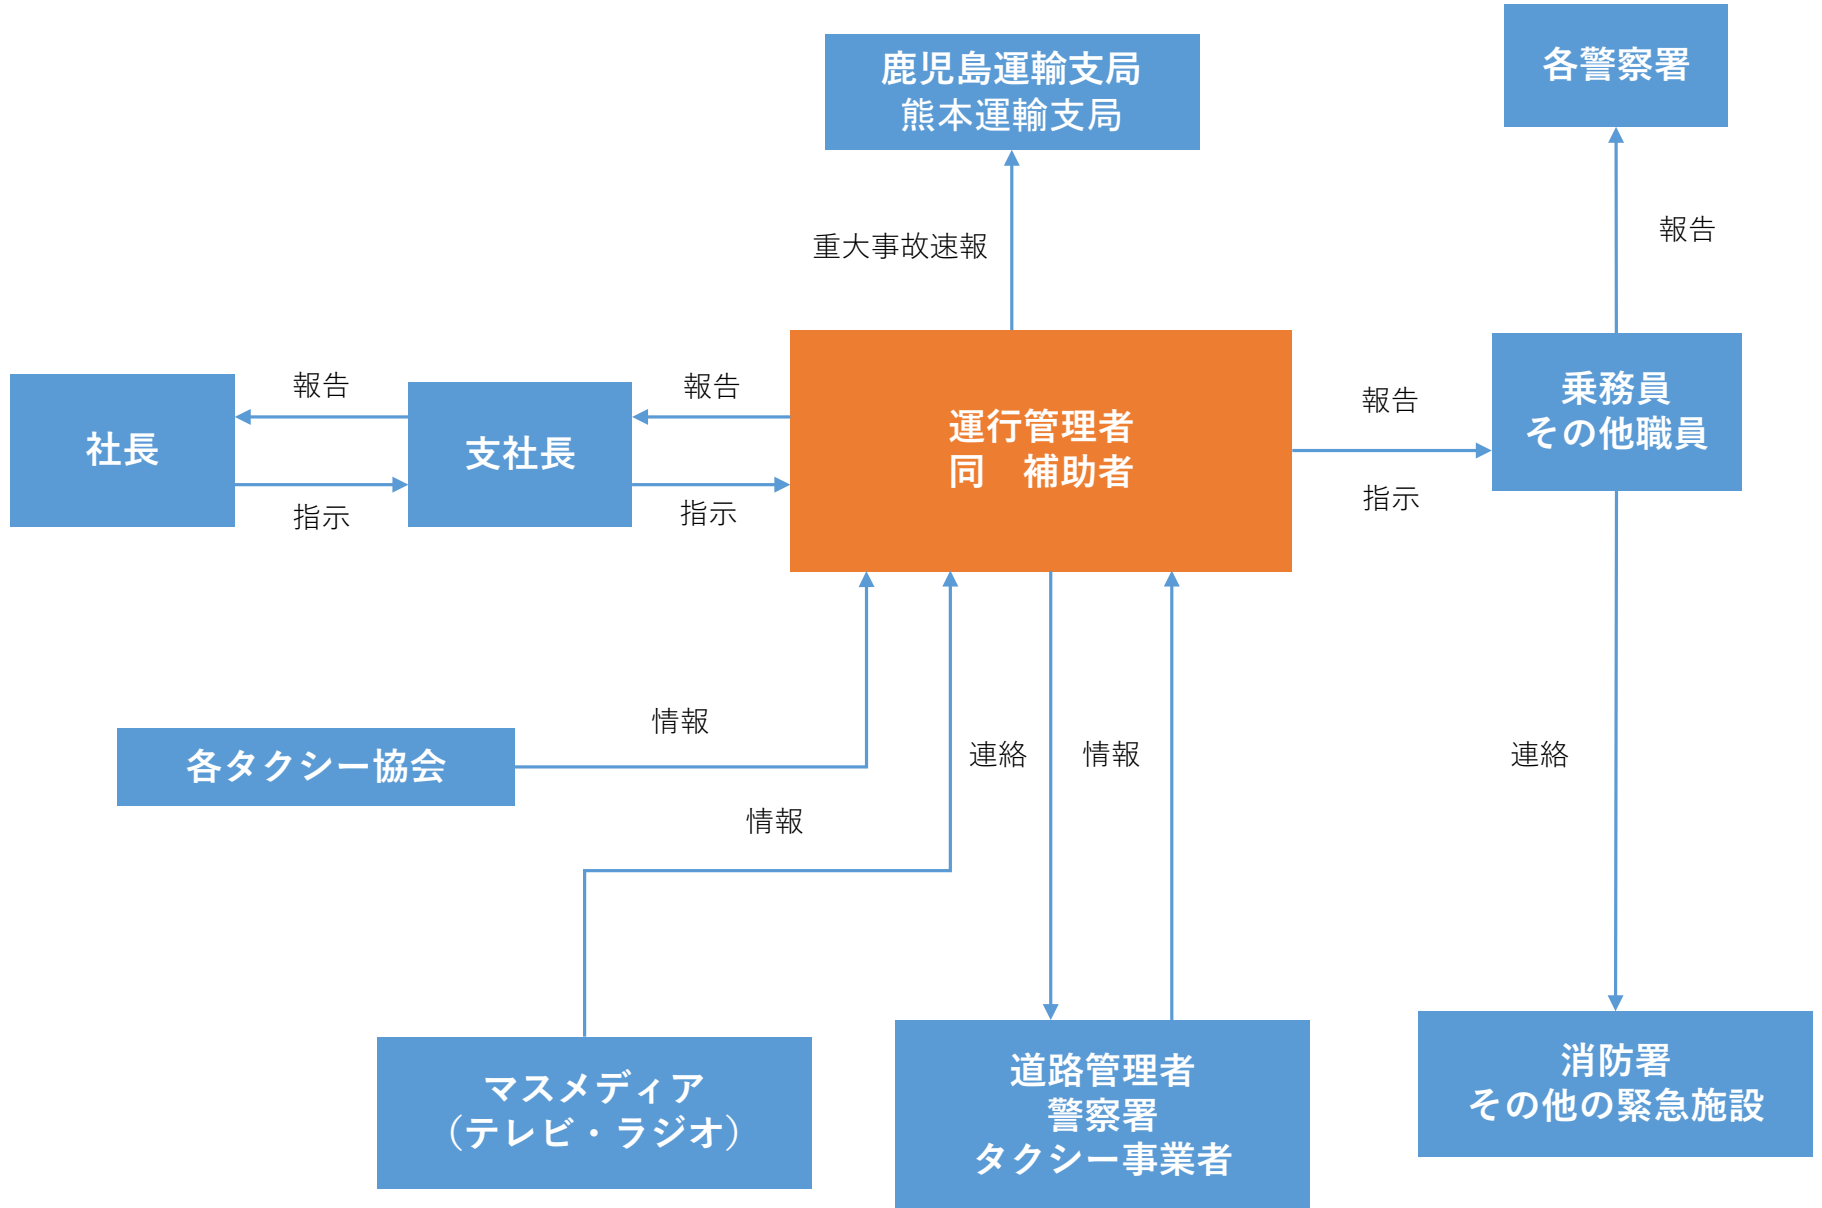 鹿児島運輸支局
熊本運輸支局
各警察署
重大事故速報
報告
社長
報告
指示
支社長
報告
指示
運行管理者
同　補助者
報告
指示
乗務員
その他職員
各タクシー協会
情報
情報
連絡
情報
連絡
マスメディア
（テレビ・ラジオ）
道路管理者
警察署
タクシー事業者
消防署
その他の緊急施設